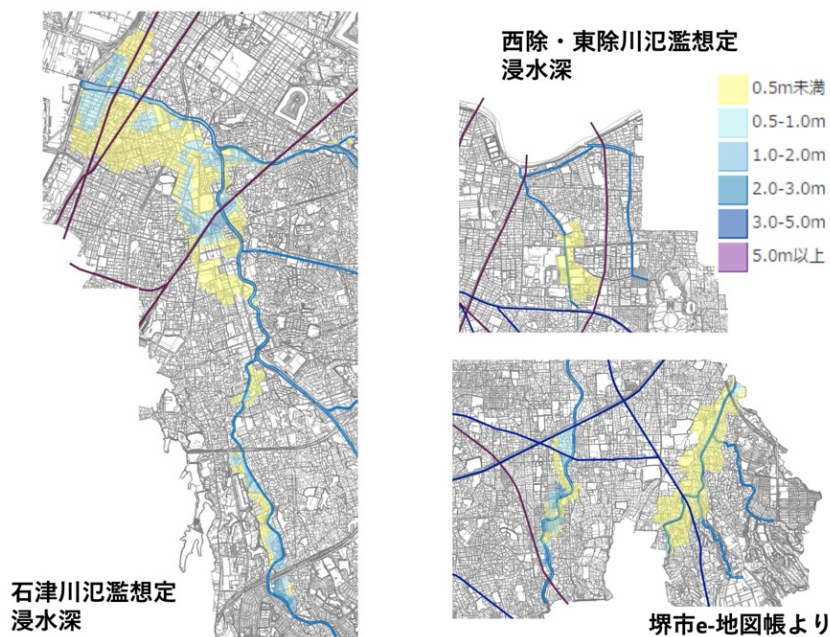 西除・東除川氾濫想定
浸水深
0.5m未満
0.5-1.0m
1.0-2.0m
2.0-3.0m
3.0-5.0m
5.0m以上
石津川氾濫想定
浸水深
堺市e-地図帳より